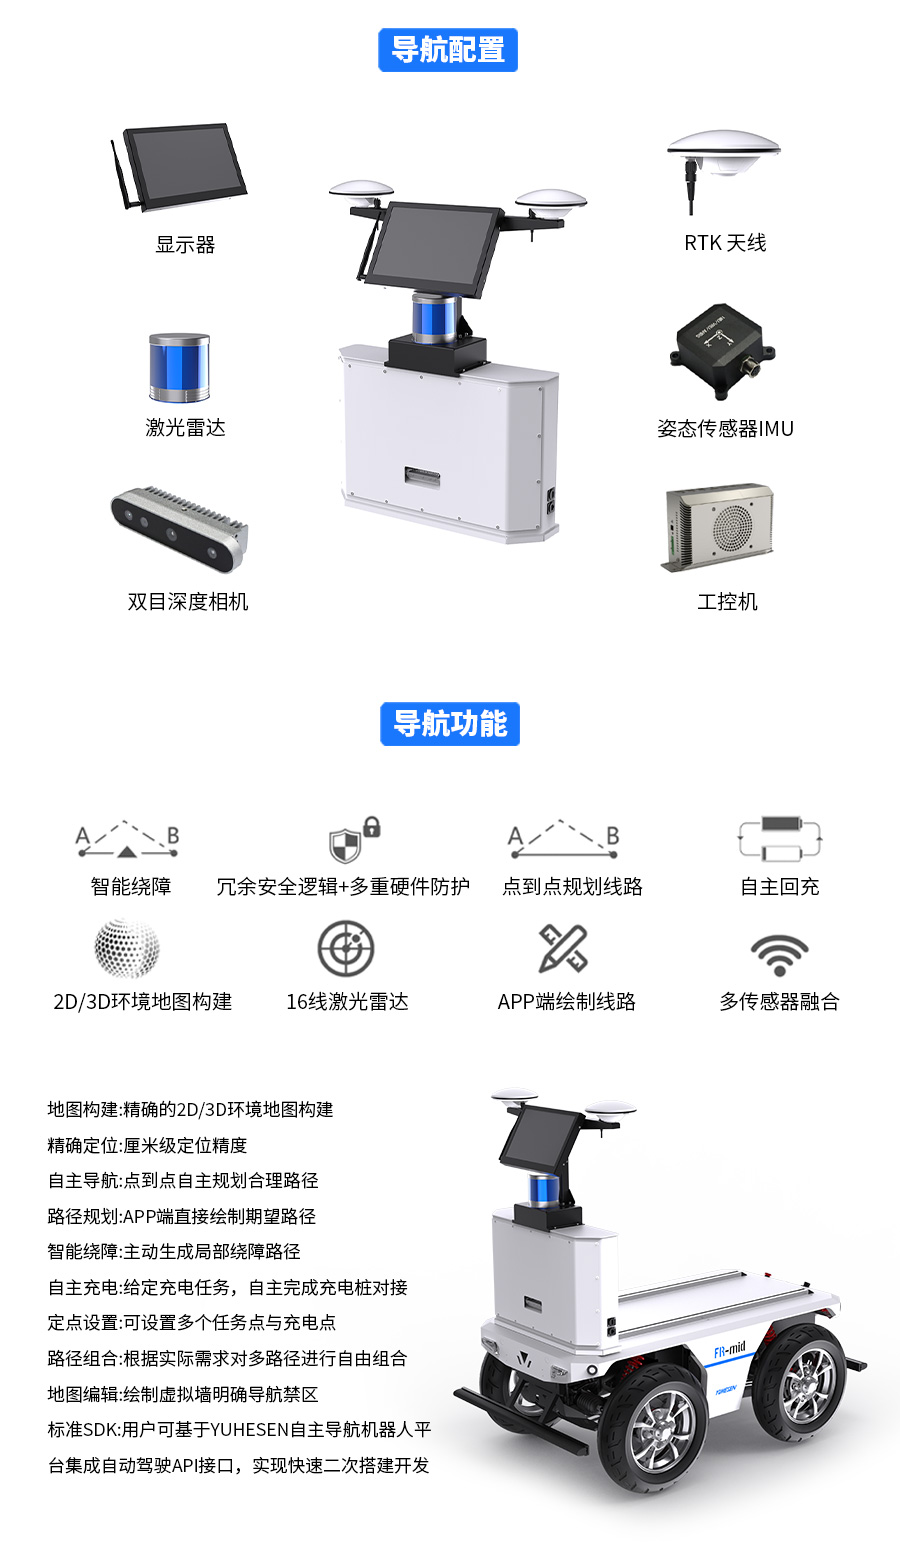 导航配置
显示器
RTK 天线
激光雷达
姿态传感器IMU
双目深度相机
工控机
导航功能
A B
A B
智能绕障
冗余安全逻辑+多重硬件防护
点到点规划线路
自主回充
2D/3D环境地图构建
16线激光雷达
APP端绘制线路
多传感器融合
地图构建:精确的2D/3D环境地图构建
精确定位:厘米级定位精度
自主导航:点到点自主规划合理路径
路径规划:APP端直接绘制期望路径
智能绕障:主动生成局部绕障路径
自主充电:给定充电任务，自主完成充电桩对接
定点设置:可设置多个任务点与充电点
路径组合:根据实际需求对多路径进行自由组合
地图编辑:绘制虚拟墙明确导航禁区
标准SDK:用户可基于YUHESEN自主导航机器人平
台集成自动驾驶API接口，实现快速二次搭建开发
FR-mid
YUHESEN